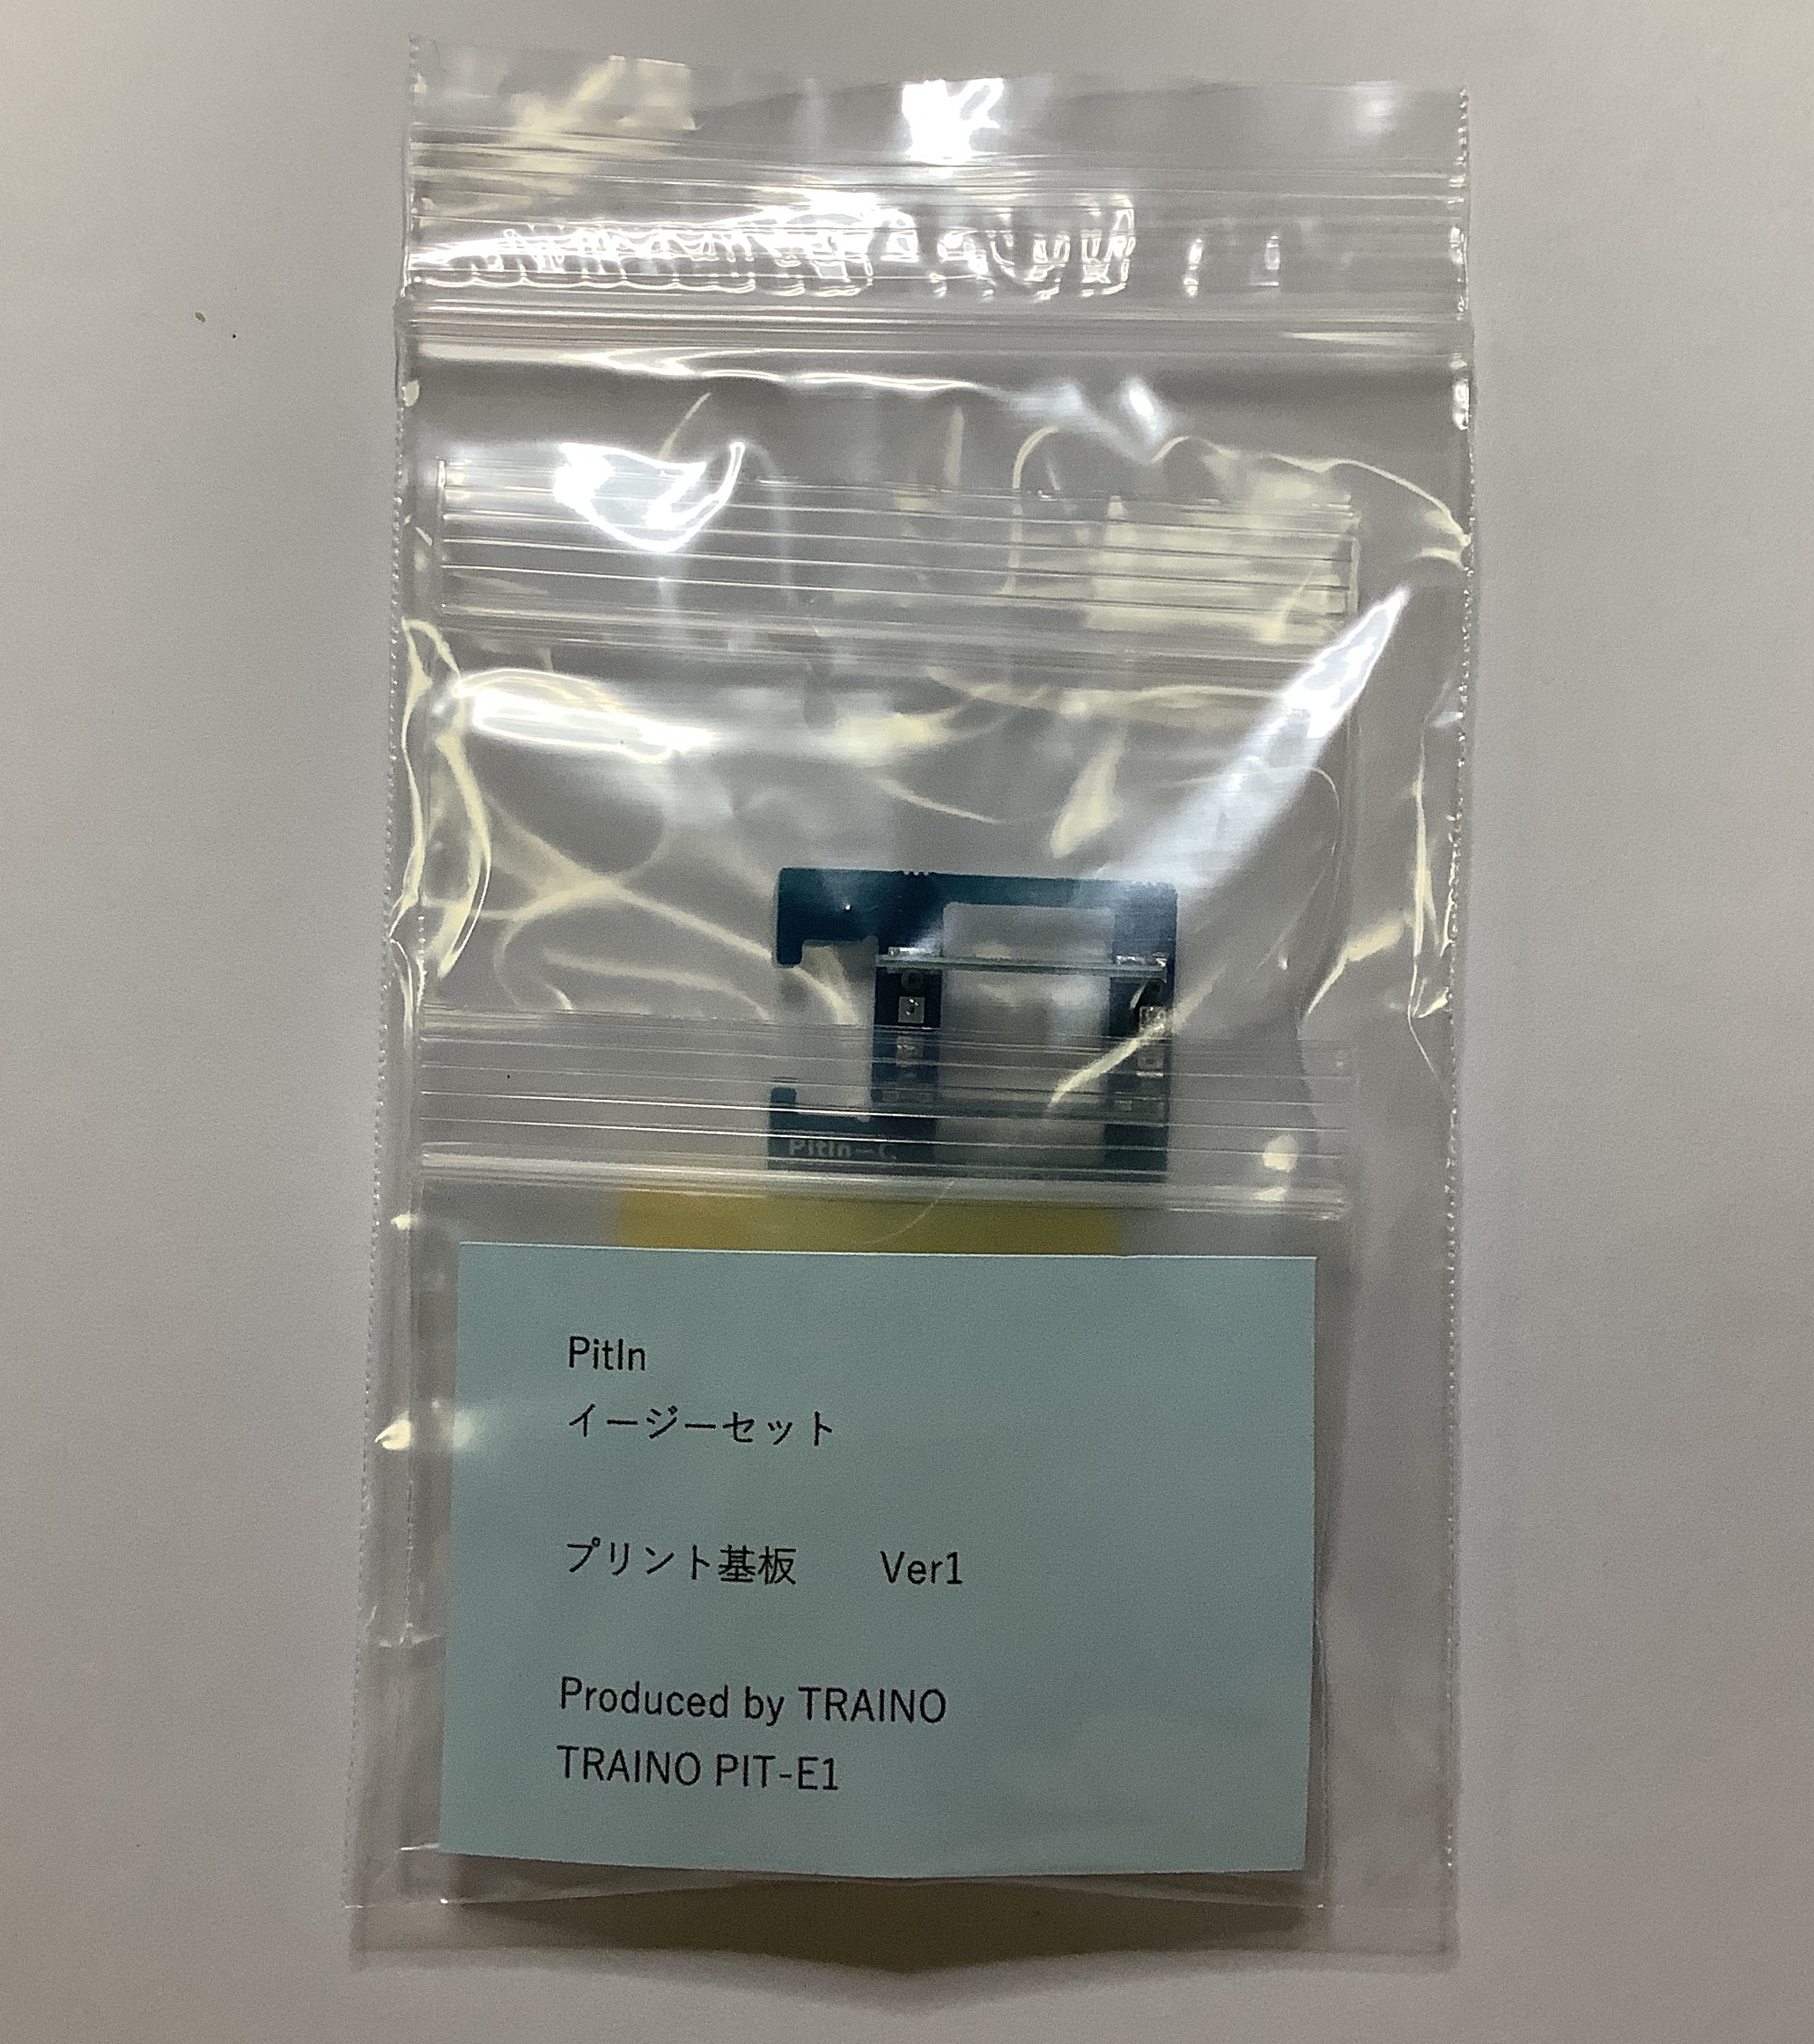 PitIn-C
PitIn
イージーセット
プリント基板　　Ver1
Produced by TRAINO
TRAINO PIT-E1